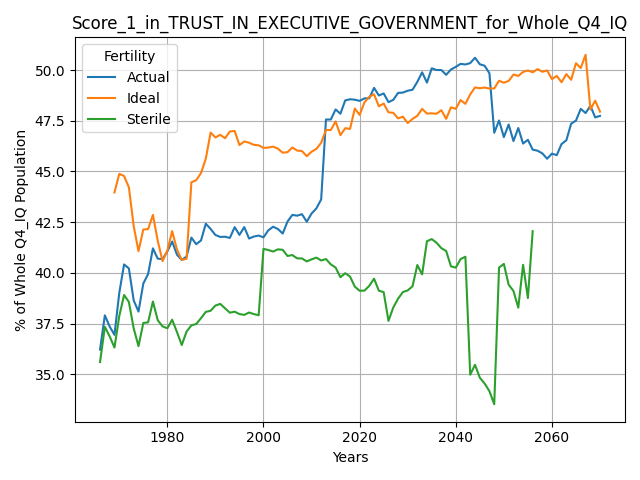 Score_1_in_TRUST_IN_EXECUTIVE_GOVERNMENT_for_Whole_Q4_IQ
Fertility
Actual
Ideal
Sterile
% of Whole Q4_IQ Population
50.0
47.5
45.0
42.5
40.0
37.5
35.0
1980
2000
2020
2040
2060
Years